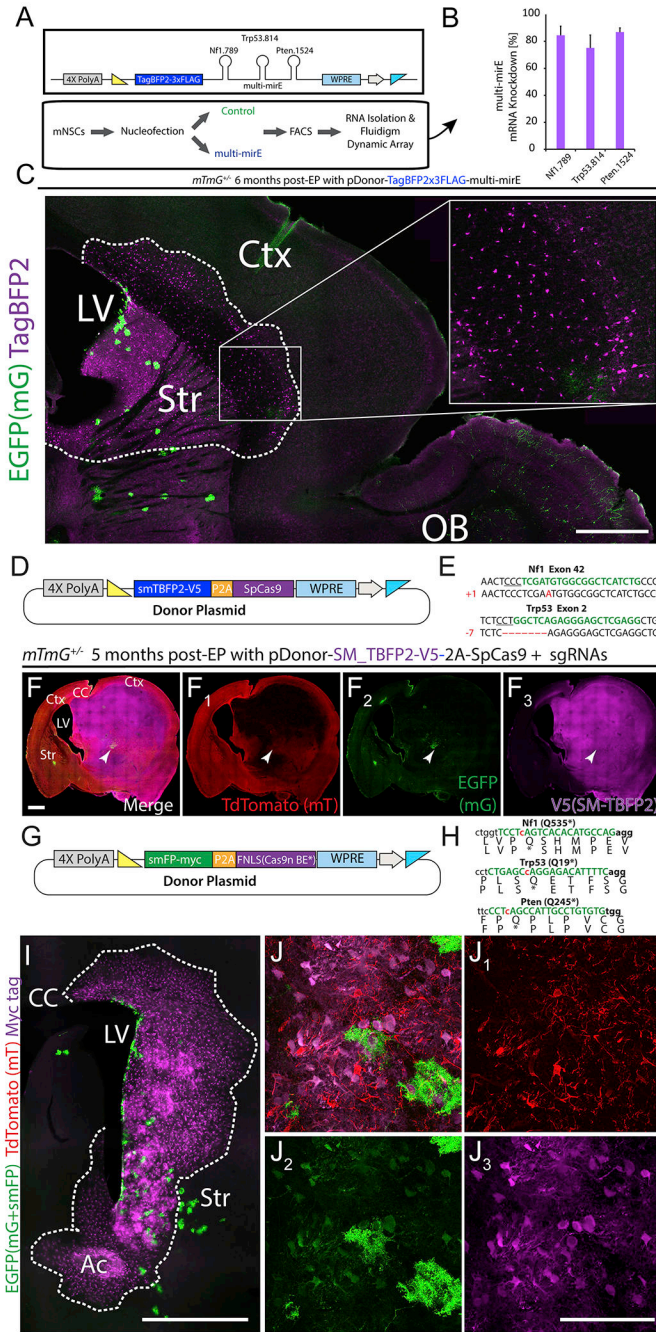 A
Trp53.814
Nf1.789
Pten.1524
4X PolyA
TagBFP2-3xFLAG
multi-mirE
WPRE
Control
mNSCs
Nucleofection
multi-mirE
FACS
RNA Isolation &
Fluidigm
Dynamic Array
B
multi-mirE
mRNA Knockdown [%]
100
80
60
40
20
0
Nf1.789
Trp53.814
Pten.1524
C
mTmG+/- 6 months post-EP with pDonor-TagBFP2x3FLAG-multi-mirE
EGFP(mG) TagBFP2
Ctx
LV
Str
OB
D
4X PolyA
smTBFP2-V5
P2A
SpCas9
WPRE
Donor Plasmid
E
Nf1 Exon 42
AACTCCCTCGATGTGGCGGCTCATCTGCCC
+1 AACTCCCTCGAATGTGGCGGCTCATCTGCC
Trp53 Exon 2
TCTCCTGGCTCAGAGGGAGCTCGAGGCTG
-7 TCTC-------AGAGGGAGCTCGAGGCTG
mTmG+/- 5 months post-EP with pDonor-SM_TBFP2-V5-2A-SpCas9 + sgRNAs
F
Ctx
CC
Ctx
LV
Str
Merge
F1
TdTomato (mT)
F2
EGFP
(mG)
F3
V5(SM-TBFP2)
G
4X PolyA
smFP-myc
P2A
FNLS(Cas9n BE*)
WPRE
Donor Plasmid
H
Nf1 (Q535*)
ctggtTCCTcAGTCACACATGCCAGagg
L V P Q S H M P E V
L V P * S H M P E V
Trp53 (Q19*)
cctCTGAGCcAGGAGACATTTTCagg
P L S Q E T F S G
P L S * E T F S G
Pten (Q245*)
ttcCCTcAGCCATTGCCTGTGTGtgg
F P Q P L P V C G
F P * P L P V C G
I
EGFP(mG+smFP) TdTomato (mT) Myc tag
CC
LV
Str
Ac
J
J1
J2
J3